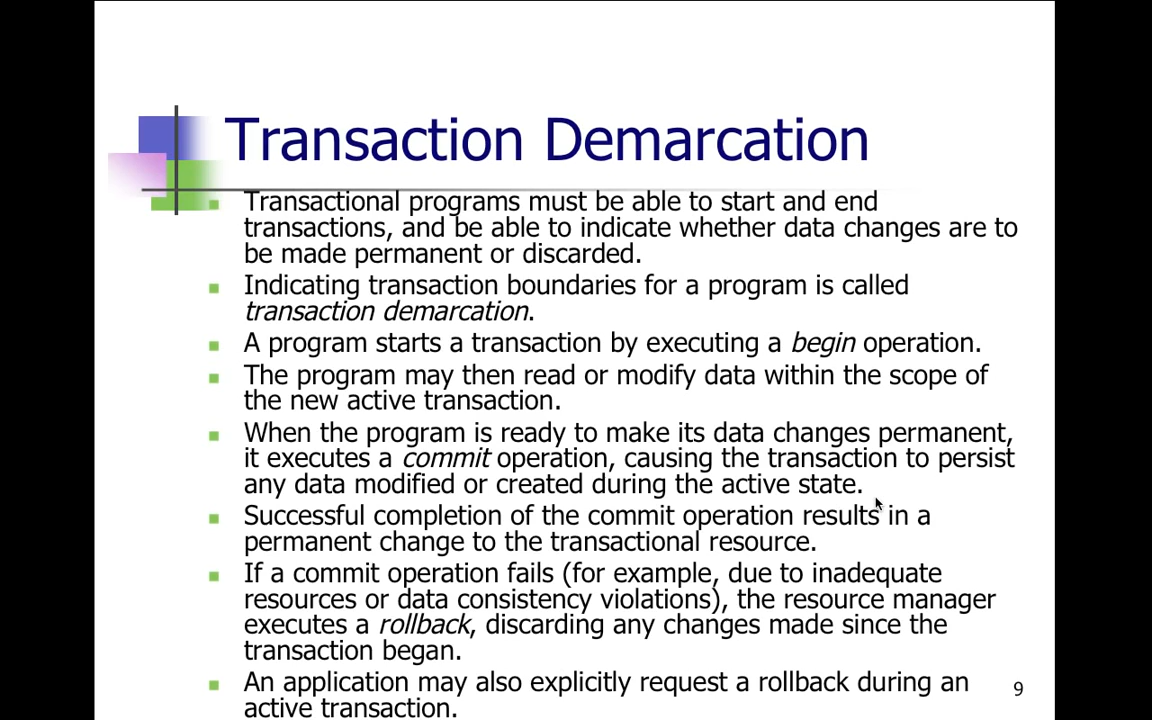 Transaction Demarcation
Transactional programs must be able to start and end
transactions, and be able to indicate whether data changes are to
be made permanent or discarded.
Indicating transaction boundaries for a program is called
transaction demarcation.
A program starts a transaction by executing a begin operation.
The program may then read or modify data within the scope of
the new active transaction.
When the program is ready to make its data changes permanent,
it executes a commit operation, causing the transaction to persist
any data modified or created during the active state.
Successful completion of the commit operation results in a
permanent change to the transactional resource.
If a commit operation fails (for example, due to inadequate
resources or data consistency violations), the resource manager
executes a rollback, discarding any changes made since the
transaction began.
An application may also explicitly request a rollback during an
active transaction.
9